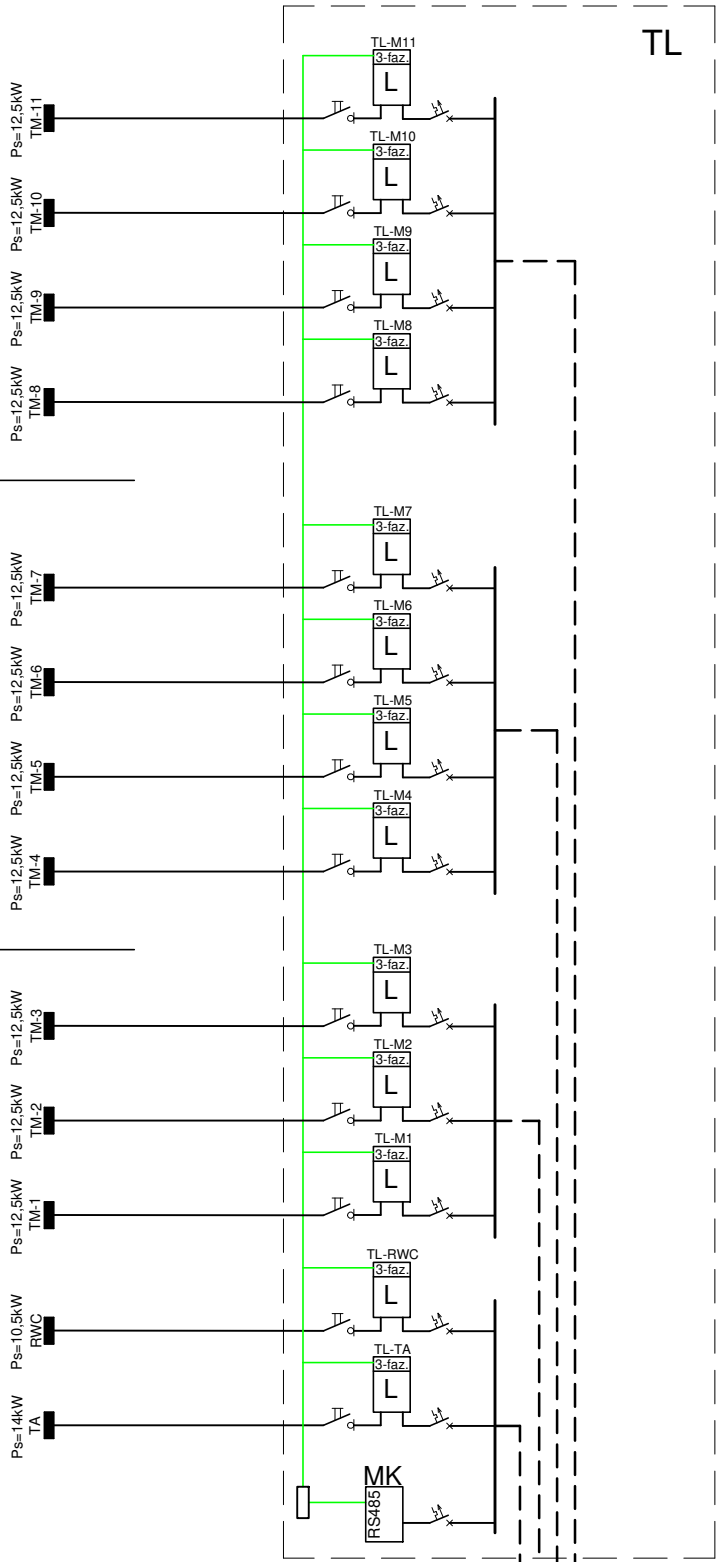 TL
TL-M11
3-faz.
L
Ps=12,5kW
TM-11
TL-M10
3-faz.
L
Ps=12,5kW
TM-10
TL-M9
3-faz.
L
Ps=12,5kW
TM-9
TL-M8
3-faz.
L
Ps=12,5kW
TM-8
TL-M7
3-faz.
L
Ps=12,5kW
TM-7
TL-M6
3-faz.
L
Ps=12,5kW
TM-6
TL-M5
3-faz.
L
Ps=12,5kW
TM-5
TL-M4
3-faz.
L
Ps=12,5kW
TM-4
TL-M3
3-faz.
L
Ps=12,5kW
TM-3
TL-M2
3-faz.
L
Ps=12,5kW
TM-2
TL-M1
3-faz.
L
Ps=12,5kW
TM-1
TL-RWC
3-faz.
L
Ps=10,5kW
RWC
TL-TA
3-faz.
L
Ps=14kW
TA
MK
RS485